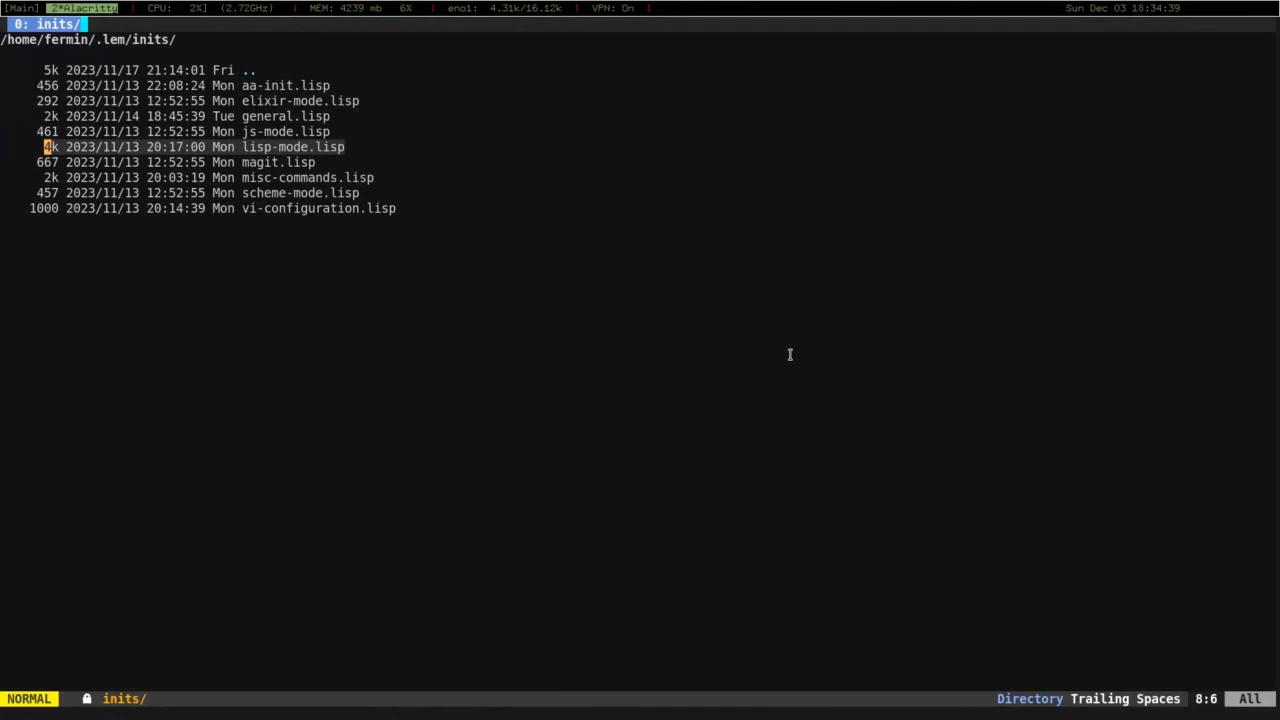 [Main] 2*Alacritty | CPU: 2%] (2.72GHz) | MEM: 4239 mb 6% | eno1: 4.31k/16.12k | VPN: On | Sun Dec 03 18:34:39
0: inits/
/home/fermin/.lem/inits/
5k 2023/11/17 21:14:01 Fri ..
456 2023/11/13 22:08:24 Mon aa-init.lisp
292 2023/11/13 12:52:55 Mon elixir-mode.lisp
2k 2023/11/14 18:45:39 Tue general.lisp
461 2023/11/13 12:52:55 Mon js-mode.lisp
4k 2023/11/13 20:17:00 Mon lisp-mode.lisp
667 2023/11/13 12:52:55 Mon magit.lisp
2k 2023/11/13 20:03:19 Mon misc-commands.lisp
457 2023/11/13 12:52:55 Mon scheme-mode.lisp
1000 2023/11/13 20:14:39 Mon vi-configuration.lisp
NORMAL inits/ Directory Trailing Spaces 8:6 All